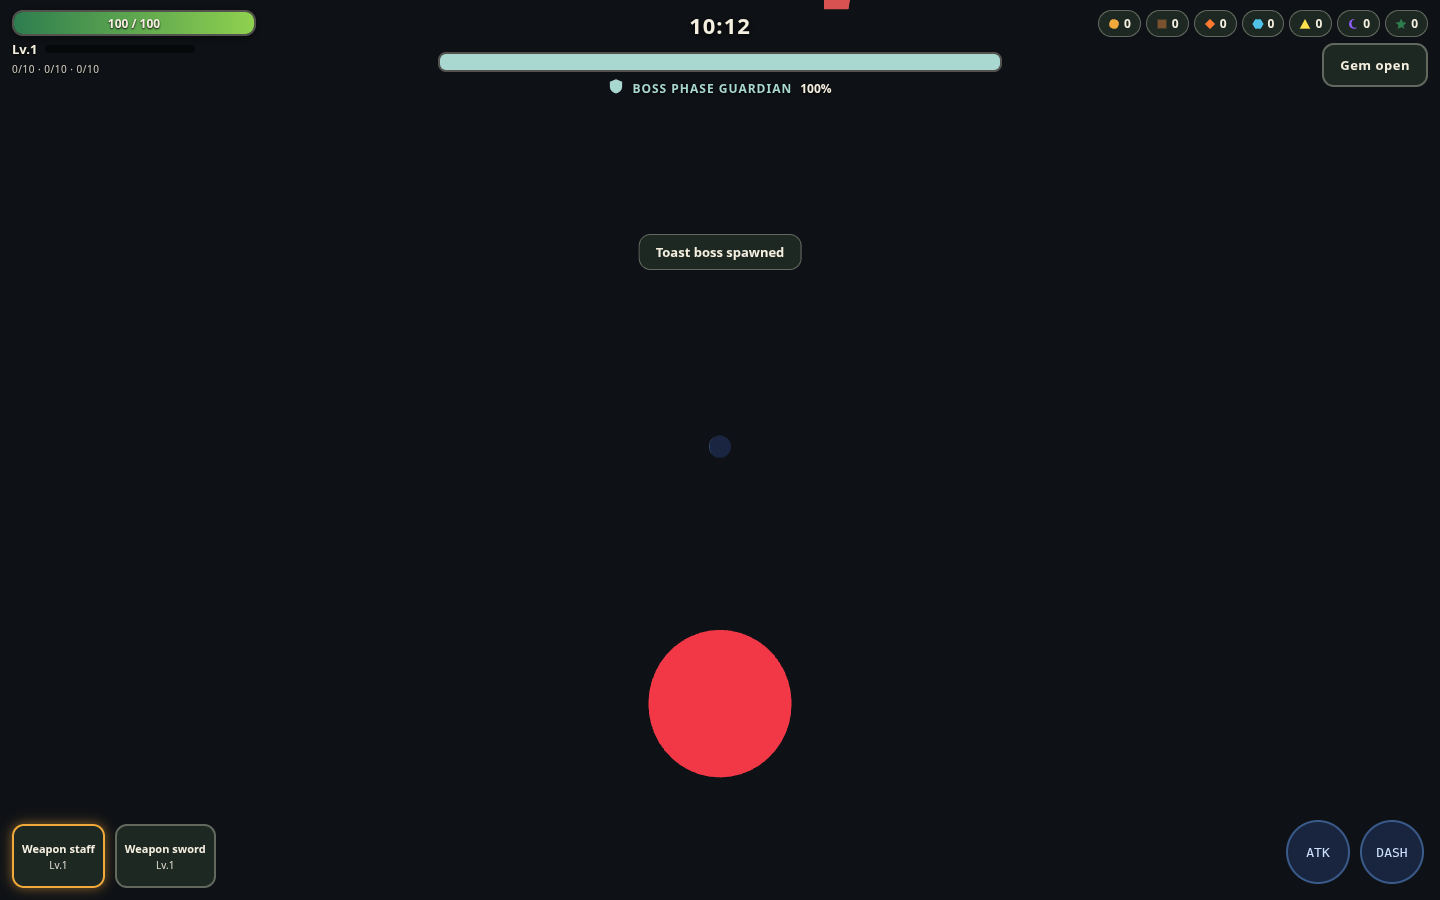 100 / 100
10:12
0
0
0
0
0
0
0
Lv.1
0/10 · 0/10 · 0/10
Gem open
BOSS PHASE GUARDIAN 100%
Toast boss spawned
Weapon staff
Lv.1
Weapon sword
Lv.1
ATK
DASH